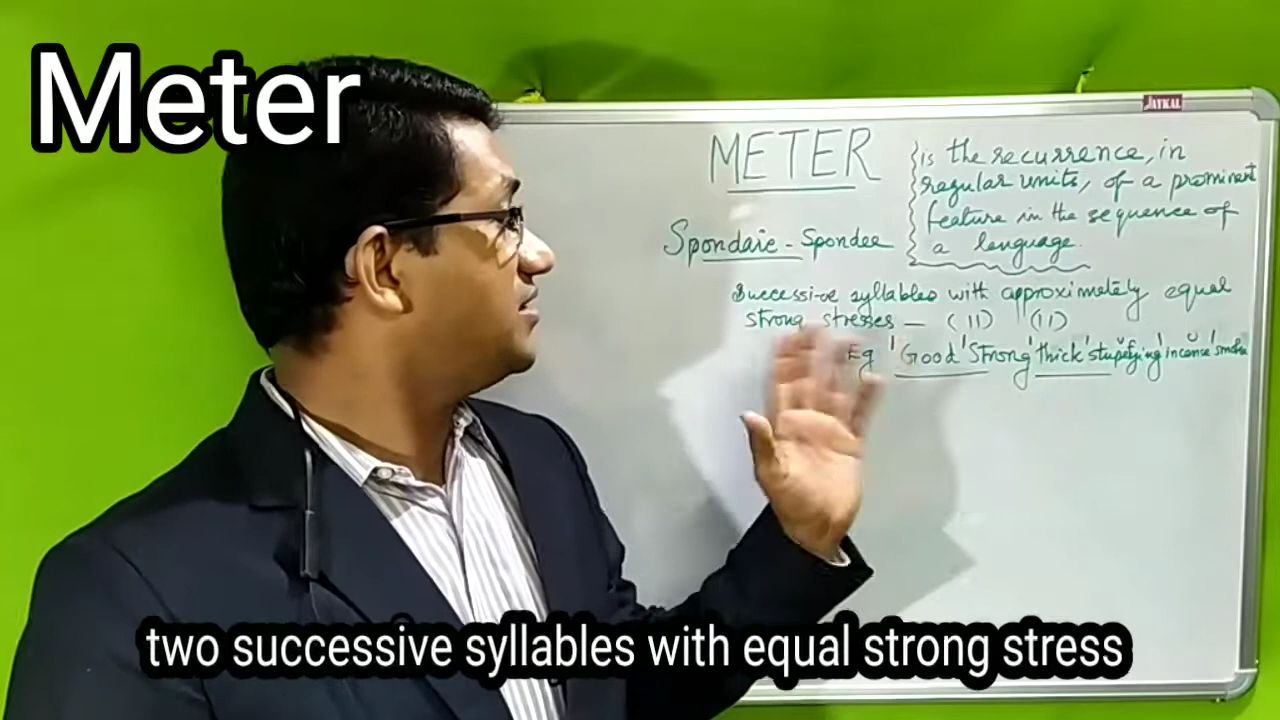 Meter
JAYKAL
METER
is the recurrence, in
regular units, of a prominent
feature in the sequence of
a language.
Spondaic - Spondee
Successive syllables with approximately equal
strong stresses — ( ׀׀ ) ( ׀׀ )
Eg 'Good 'Strong 'thick 'stupefying 'incense 'smoke
two successive syllables with equal strong stress